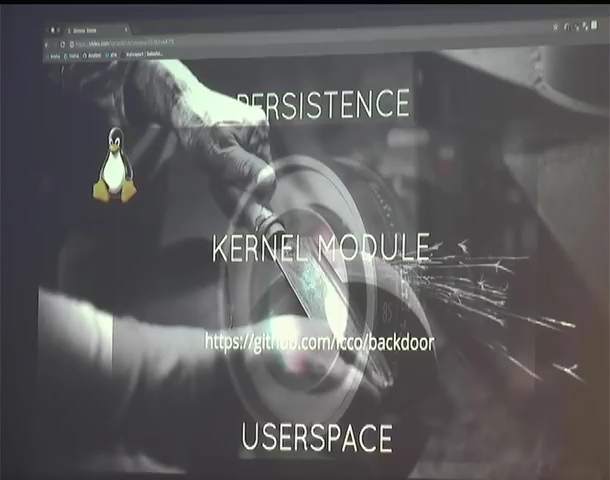 PERSISTENCE
KERNEL MODULE
https://github.com/icco/backdoor
USERSPACE